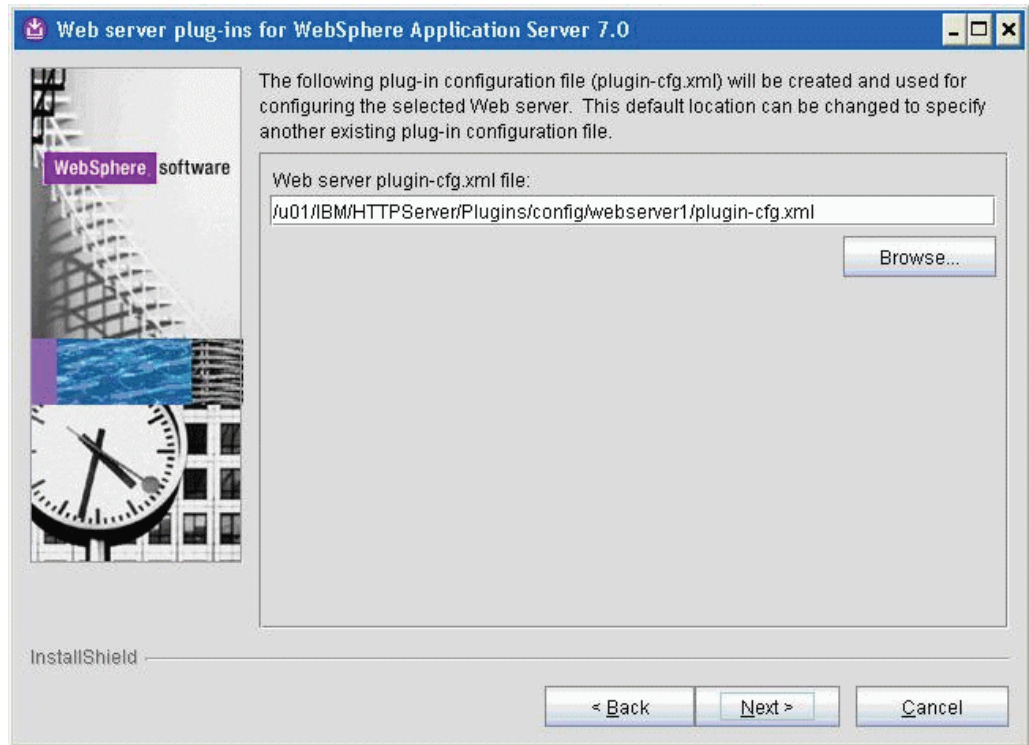 Web server plug-ins for WebSphere Application Server 7.0
The following plug-in configuration file (plugin-cfg.xml) will be created and used for
configuring the selected Web server. This default location can be changed to specify
another existing plug-in configuration file.
WebSphere software
Web server plugin-cfg.xml file:
/u01/IBM/HTTPServer/Plugins/config/webserver1/plugin-cfg.xml
Browse...
InstallShield
< Back
Next >
Cancel